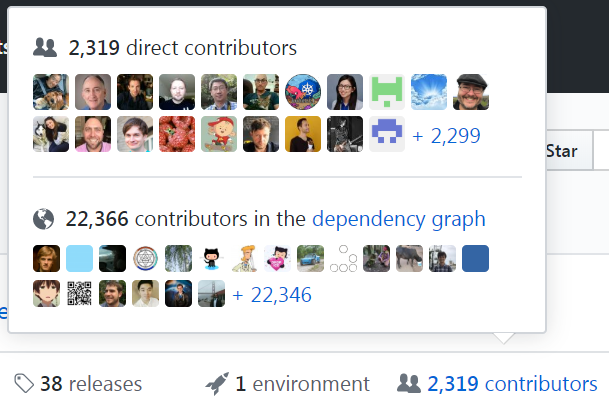 2,319 direct contributors
+ 2,299
Star
22,366 contributors in the dependency graph
+ 22,346
38 releases
1 environment
2,319 contributors